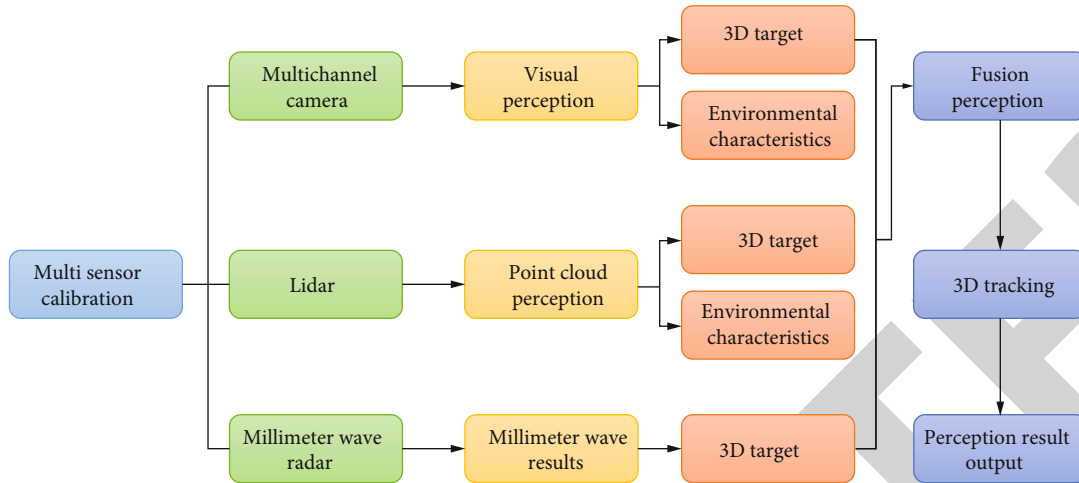 Multi sensor
calibration
Multichannel
camera
Lidar
Millimeter wave
radar
Visual
perception
Point cloud
perception
Millimeter wave
results
3D target
Environmental
characteristics
3D target
Environmental
characteristics
3D target
Fusion
perception
3D tracking
Perception result
output